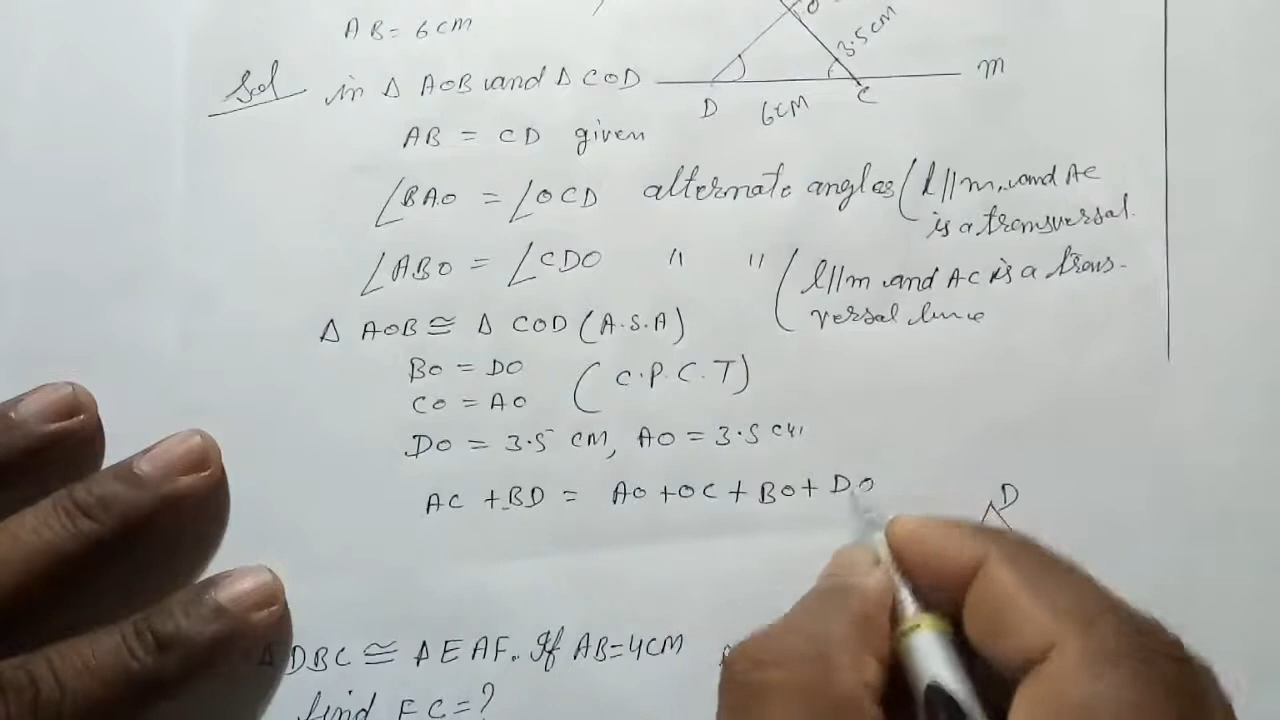 AB = 6cm
O
3.5cm
m
D
6cm
C
Sol in Δ AOB and Δ COD
AB = CD given
∠BAO = ∠OCD alternate angles ( l//m, and AC
is a transversal.
∠ABO = ∠CDO " " ( l//m and AC is a trans-
versal line
Δ AOB ≅ Δ COD (A.S.A)
BO = DO
( C.P.C.T)
CO = AO
DO = 3.5 cm, AO = 3.5 cm
AC + BD = AO + OC + BO + DO
D
Δ DBC ≅ Δ EAF. If AB=4cm
find FC=?